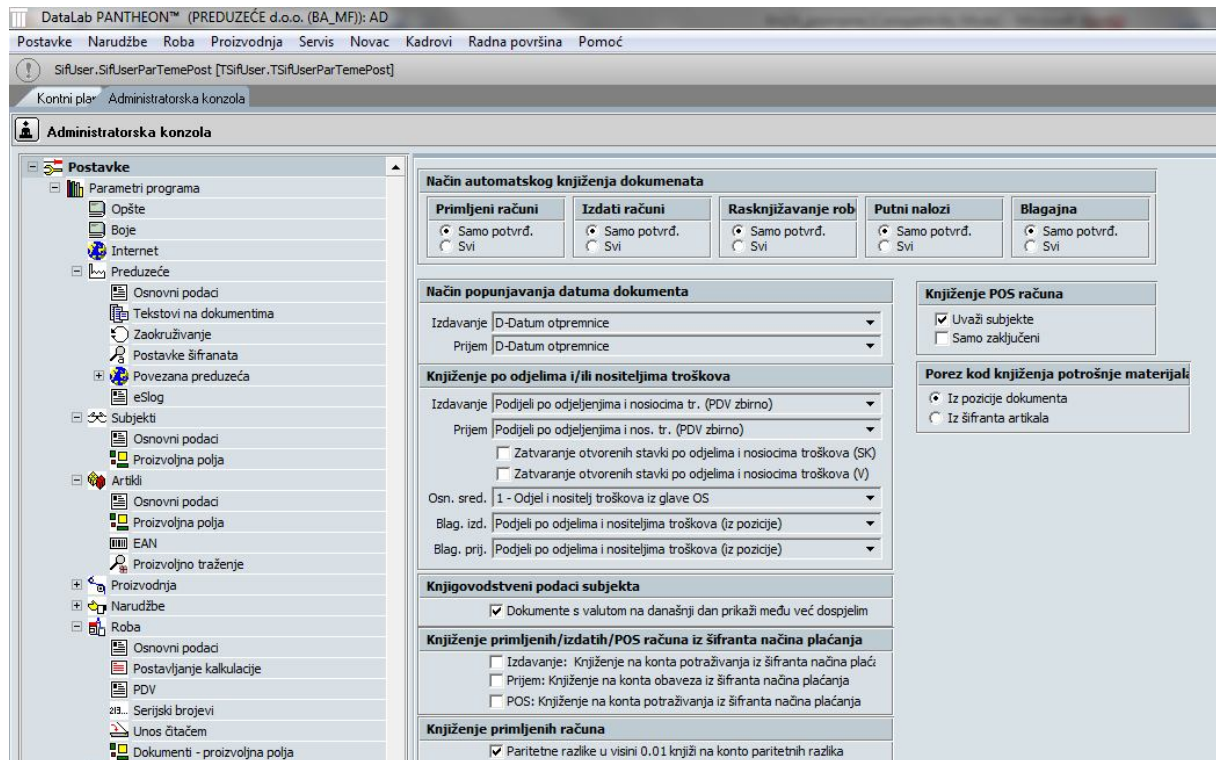 DataLab PANTHEON™ (PREDUZEĆE d.o.o. (BA_MF)): AD
Postavke Narudžbe Roba Proizvodnja Servis Novac Kadrovi Radna površina Pomoć
SifUser.SifUserParTemePost [TSifUser.TSifUserParTemePost]
Kontni plar Administratorska konzola
Administratorska konzola
Postavke
Parametri programa
Opšte
Boje
Internet
Preduzeće
Osnovni podaci
Tekstovi na dokumentima
Zaokruživanje
Postavke šifranata
Povezana preduzeća
eSlog
Subjekti
Osnovni podaci
Proizvoljna polja
Artikli
Osnovni podaci
Proizvoljna polja
EAN
Proizvoljno traženje
Proizvodnja
Narudžbe
Roba
Osnovni podaci
Postavljanje kalkulacije
PDV
Serijski brojevi
Unos čitačem
Dokumenti - proizvoljna polja
Način automatskog knjiženja dokumenata
Primljeni računi Izdati računi Rasknjižavanje rob Putni nalozi Blagajna
Samo potvrđ. Samo potvrđ. Samo potvrđ. Samo potvrđ. Samo potvrđ.
Svi Svi Svi Svi Svi
Način popunjavanja datuma dokumenta
Izdavanje D-Datum otpremnice
Prijem D-Datum otpremnice
Knjiženje po odjelima i/ili nositeljima troškova
Izdavanje Podijeli po odjeljenjima i nosiocima tr. (PDV zbirno)
Prijem Podijeli po odjeljenjima i nos. tr. (PDV zbirno)
Zatvaranje otvorenih stavki po odjelima i nosiocima troškova (SK)
Zatvaranje otvorenih stavki po odjelima i nosiocima troškova (V)
Osn. sred. 1 - Odjel i nositelj troškova iz glave OS
Blag. izd. Podjeli po odjelima i nositeljima troškova (iz pozicije)
Blag. prij. Podjeli po odjelima i nositeljima troškova (iz pozicije)
Knjigovodstveni podaci subjekta
Dokumente s valutom na današnji dan prikaži među već dospjelim
Knjiženje primljenih/izdatih/POS računa iz šifranta načina plaćanja
Izdavanje: Knjiženje na konta potraživanja iz šifranta načina plaća
Prijem: Knjiženje na konta obaveza iz šifranta načina plaćanja
POS: Knjiženje na konta potraživanja iz šifranta načina plaćanja
Knjiženje primljenih računa
Paritetne razlike u visini 0.01 knjiži na konto paritetnih razlika
Knjiženje POS računa
Uvaži subjekte
Samo zaključeni
Porez kod knjiženja potrošnje materijala
Iz pozicije dokumenta
Iz šifranta artikala